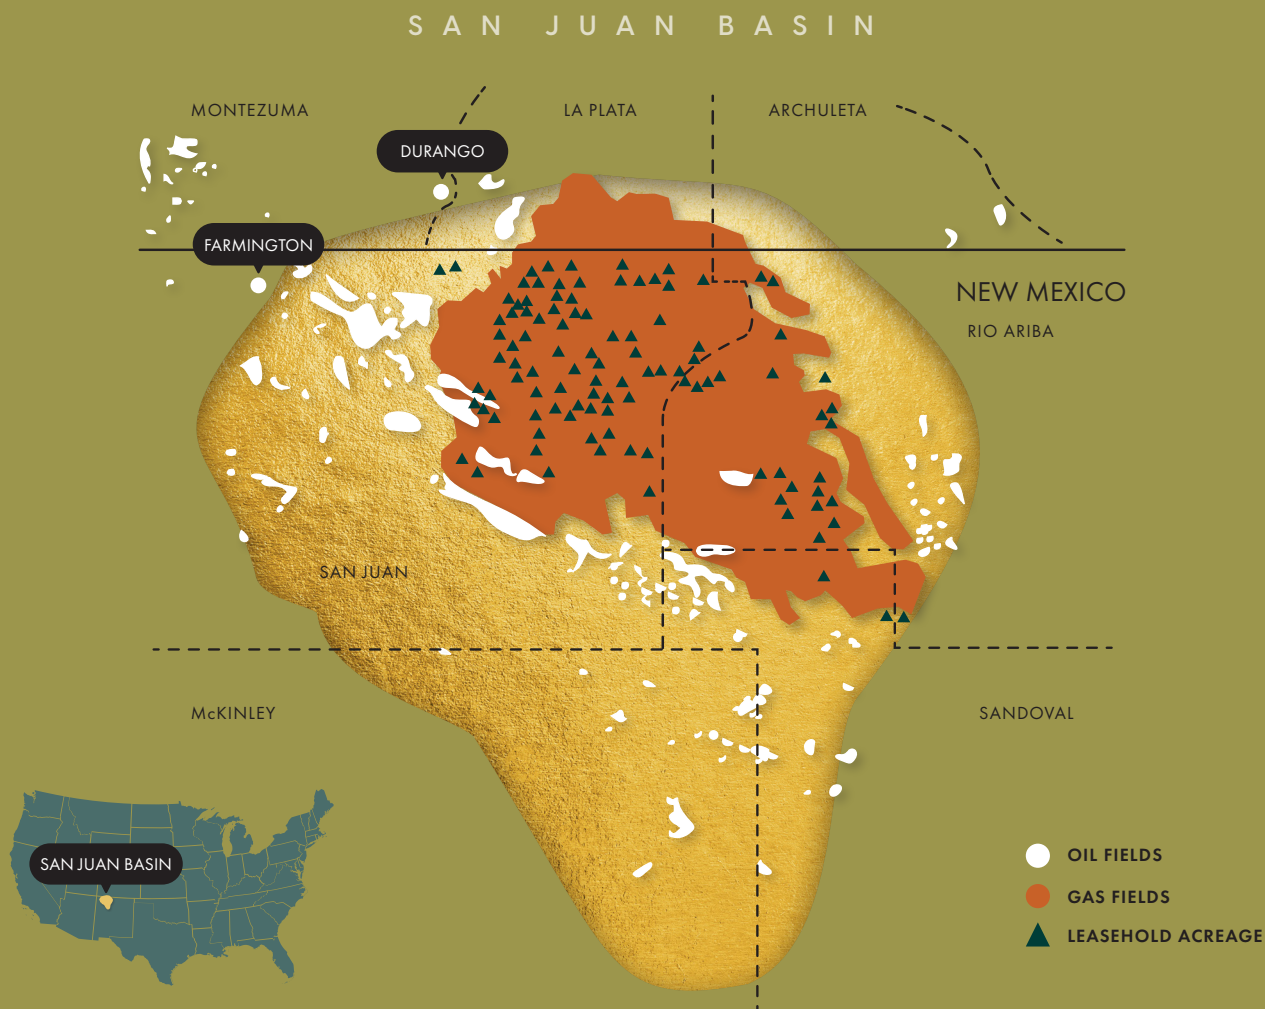 SAN JUAN BASIN
MONTEZUMA
LA PLATA
ARCHULETA
DURANGO
FARMINGTON
NEW MEXICO
RIO ARIBA
SAN JUAN
McKINLEY
SANDOVAL
SAN JUAN BASIN
OIL FIELDS
GAS FIELDS
LEASEHOLD ACREAGE